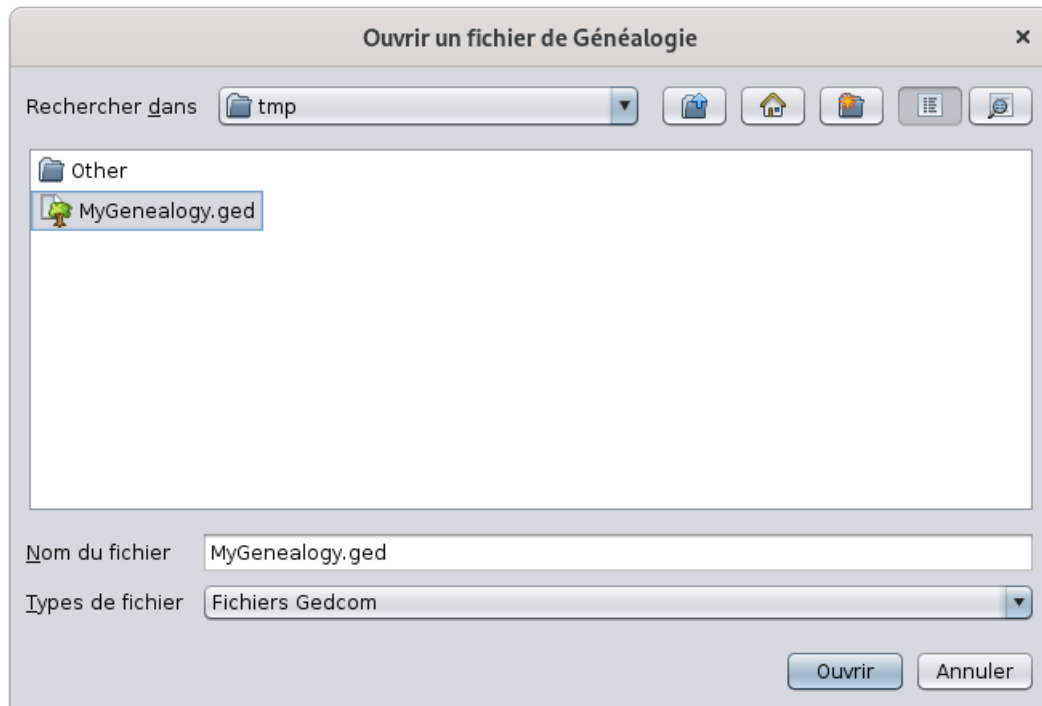 Ouvrir un fichier de Généalogie
Rechercher dans tmp
Other
MyGenealogy.ged
Nom du fichier MyGenealogy.ged
Types de fichier Fichiers Gedcom
Ouvrir Annuler